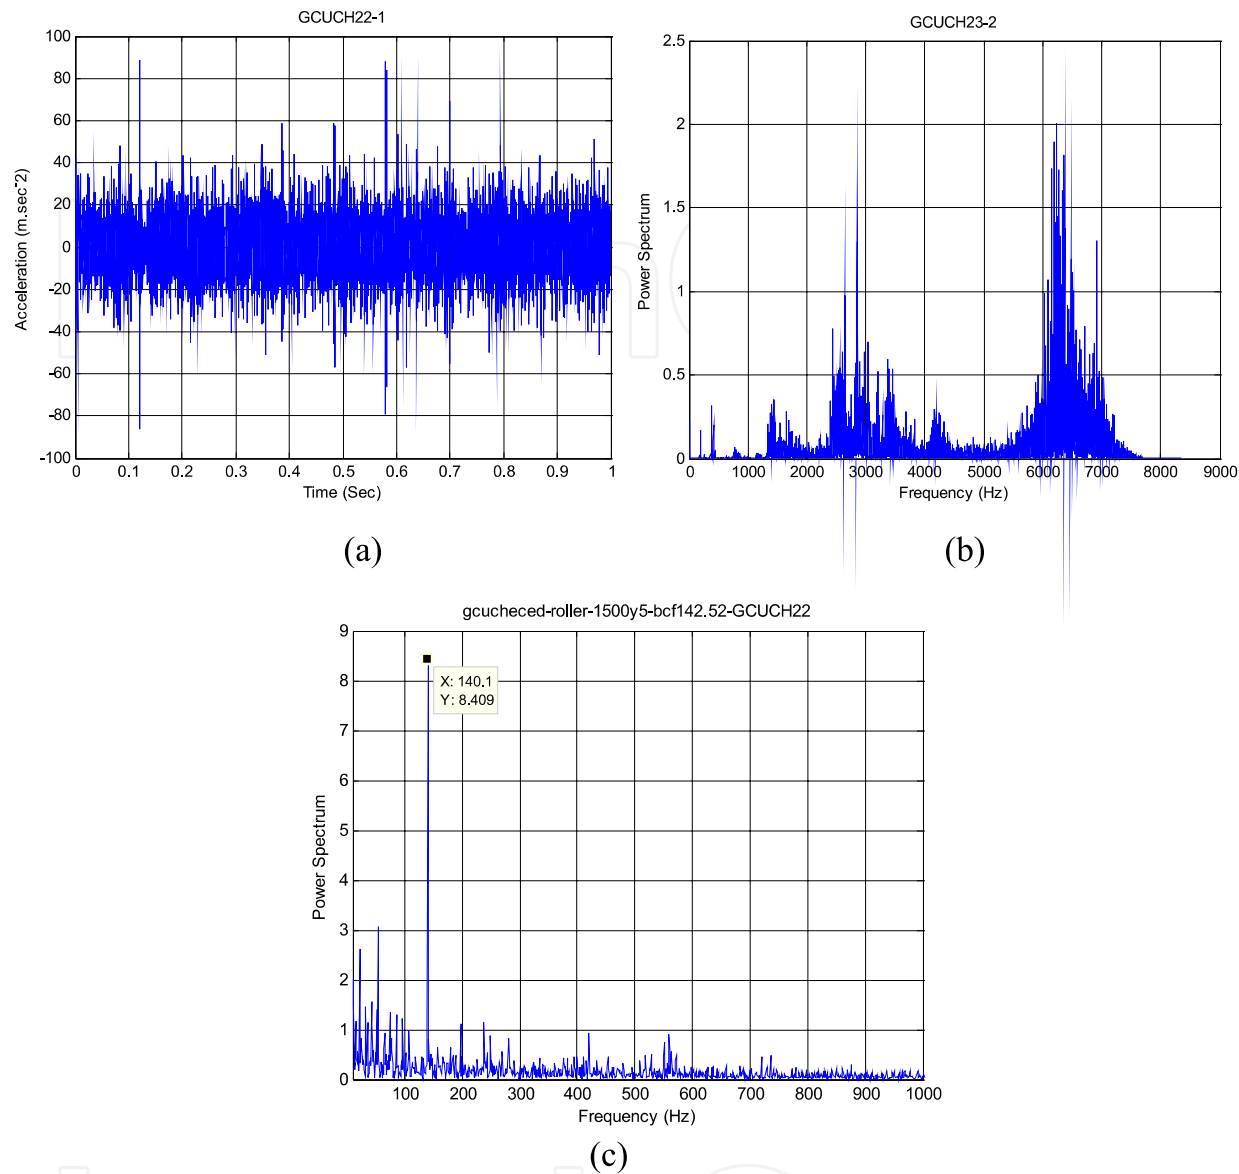 GCUCH22-1
100
80
60
40
20
0
-20
-40
-60
-80
-100
Acceleration (m.sec-2)
0 0.1 0.2 0.3 0.4 0.5 0.6 0.7 0.8 0.9 1
Time (Sec)
(a)
GCUCH23-2
2.5
2
1.5
1
0.5
0
Power Spectrum
0 1000 2000 3000 4000 5000 6000 7000 8000 9000
Frequency (Hz)
(b)
gcucheced-roller-1500y5-bcf142.52-GCUCH22
9
8
7
6
5
4
3
2
1
0
Power Spectrum
X: 140.1
Y: 8.409
100 200 300 400 500 600 700 800 900 1000
Frequency (Hz)
(c)